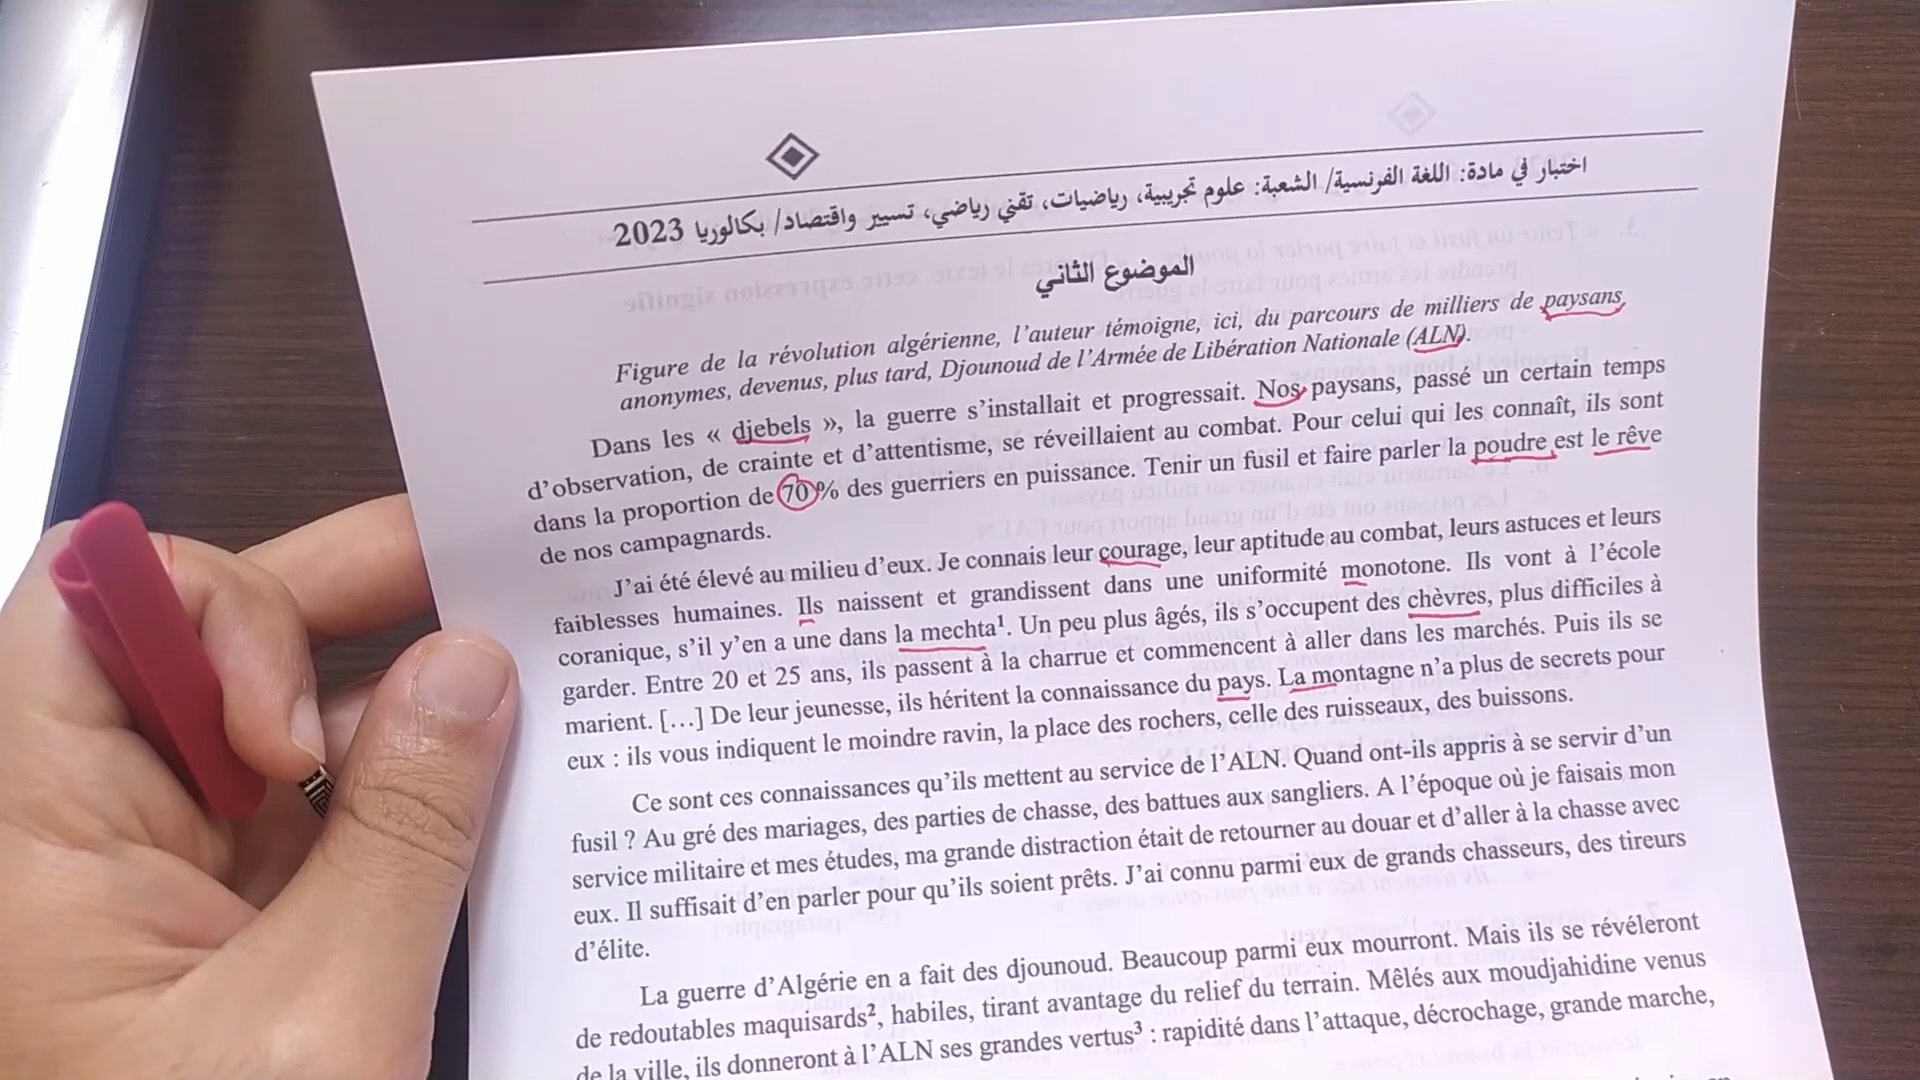 اختبار في مادة: اللغة الفرنسية/ الشعبة: علوم تجريبية، رياضيات، تقني رياضي، تسيير واقتصاد/ بكالوريا 2023
الموضوع الثاني
Figure de la révolution algérienne, l'auteur témoigne, ici, du parcours de milliers de paysans
anonymes, devenus, plus tard, Djounoud de l'Armée de Libération Nationale (ALN).
Dans les « djebels », la guerre s'installait et progressait. Nos paysans, passé un certain temps
d'observation, de crainte et d'attentisme, se réveillaient au combat. Pour celui qui les connaît, ils sont
dans la proportion de 70 % des guerriers en puissance. Tenir un fusil et faire parler la poudre est le rêve
de nos campagnards.
J'ai été élevé au milieu d'eux. Je connais leur courage, leur aptitude au combat, leurs astuces et leurs
faiblesses humaines. Ils naissent et grandissent dans une uniformité monotone. Ils vont à l'école
coranique, s'il y'en a une dans la mechta¹. Un peu plus âgés, ils s'occupent des chèvres, plus difficiles à
garder. Entre 20 et 25 ans, ils passent à la charrue et commencent à aller dans les marchés. Puis ils se
marient. […] De leur jeunesse, ils héritent la connaissance du pays. La montagne n'a plus de secrets pour
eux : ils vous indiquent le moindre ravin, la place des rochers, celle des ruisseaux, des buissons.
Ce sont ces connaissances qu'ils mettent au service de l'ALN. Quand ont-ils appris à se servir d'un
fusil ? Au gré des mariages, des parties de chasse, des battues aux sangliers. A l'époque où je faisais mon
service militaire et mes études, ma grande distraction était de retourner au douar et d'aller à la chasse avec
eux. Il suffisait d'en parler pour qu'ils soient prêts. J'ai connu parmi eux de grands chasseurs, des tireurs
d'élite.
La guerre d'Algérie en a fait des djounoud. Beaucoup parmi eux mourront. Mais ils se révéleront
de redoutables maquisards², habiles, tirant avantage du relief du terrain. Mêlés aux moudjahidine venus
de la ville, ils donneront à l'ALN ses grandes vertus³ : rapidité dans l'attaque, décrochage, grande marche,